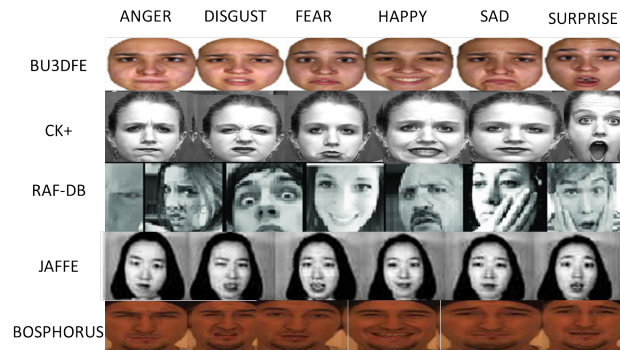 ANGER DISGUST FEAR HAPPY SAD SURPRISE
BU3DFE
CK+
RAF-DB
JAFFE
BOSPHORUS